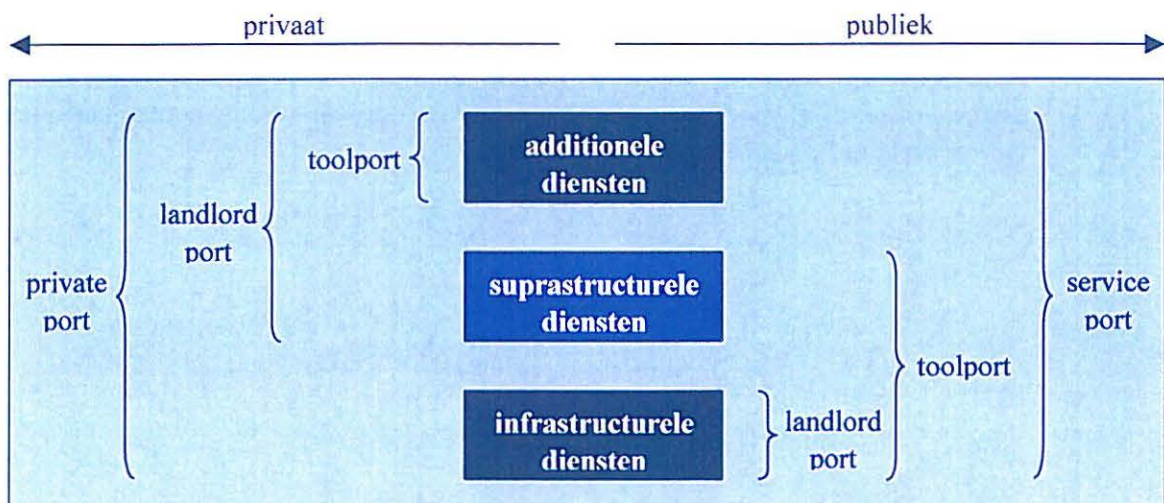 privaat
publiek
toolport
additionele
diensten
landlord
port
private
port
suprastructurele
diensten
service
port
toolport
infrastructurele
diensten
landlord
port